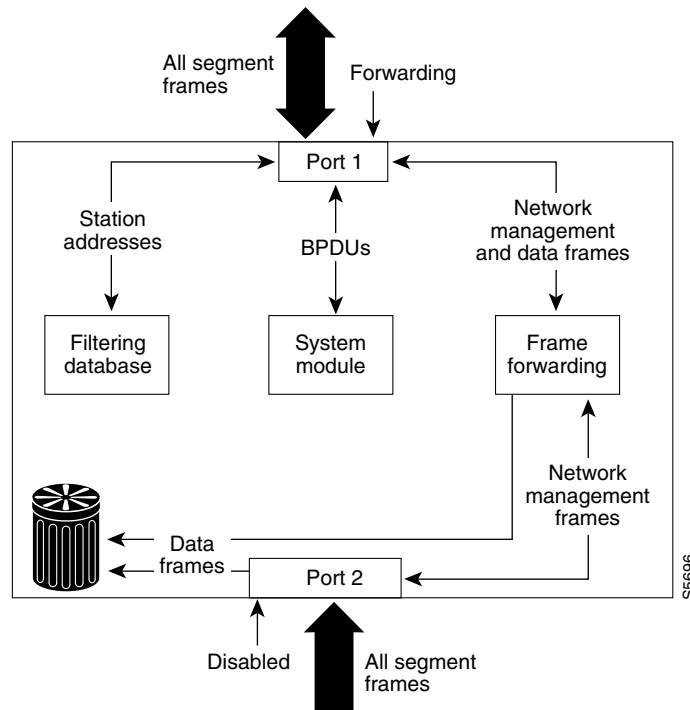 All segment
frames
Forwarding
Port 1
Station
addresses
BPDUs
Network
management
and data frames
Filtering
database
System
module
Frame
forwarding
Network
management
frames
Data
frames
Port 2
S5696
Disabled
All segment
frames